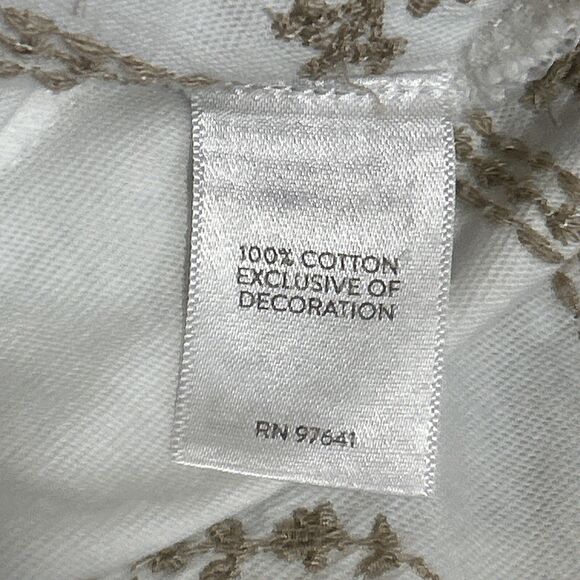 100% COTTON
EXCLUSIVE OF
DECORATION
RN 97641